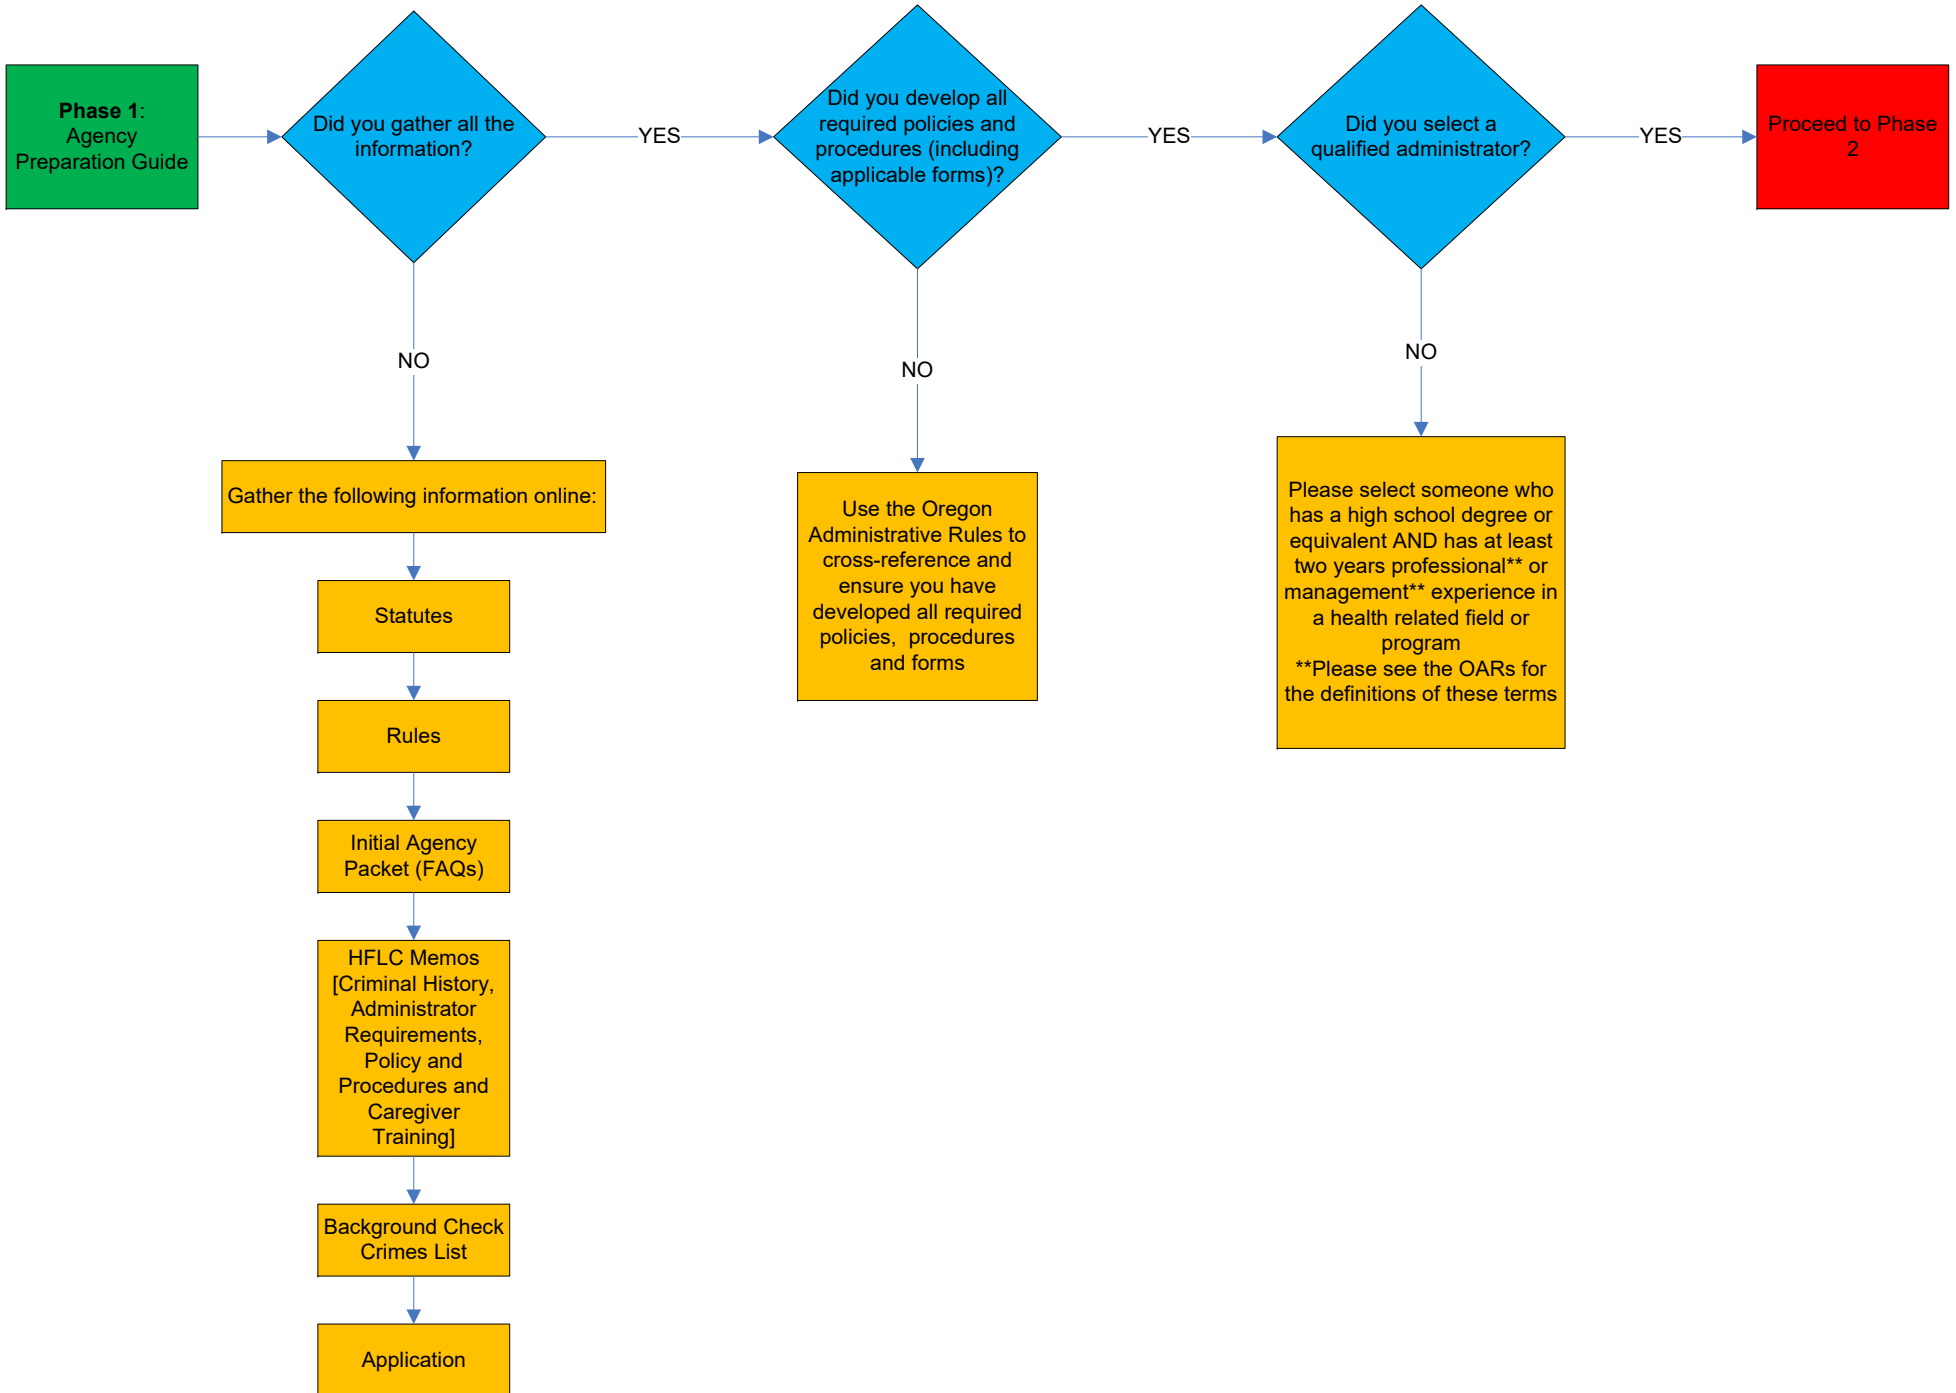 Phase 1:
Agency
Preparation Guide
Did you gather all the
information?
YES
Did you develop all
required policies and
procedures (including
applicable forms)?
YES
Did you select a
qualified administrator?
YES
Proceed to Phase
2
NO
NO
NO
Gather the following information online:
Statutes
Rules
Initial Agency
Packet (FAQs)
HFLC Memos
[Criminal History,
Administrator
Requirements,
Policy and
Procedures and
Caregiver
Training]
Background Check
Crimes List
Application
Use the Oregon
Administrative Rules to
cross-reference and
ensure you have
developed all required
policies,  procedures
and forms
Please select someone who
has a high school degree or
equivalent AND has at least
two years professional** or
management** experience in
a health related field or
program
**Please see the OARs for
the definitions of these terms